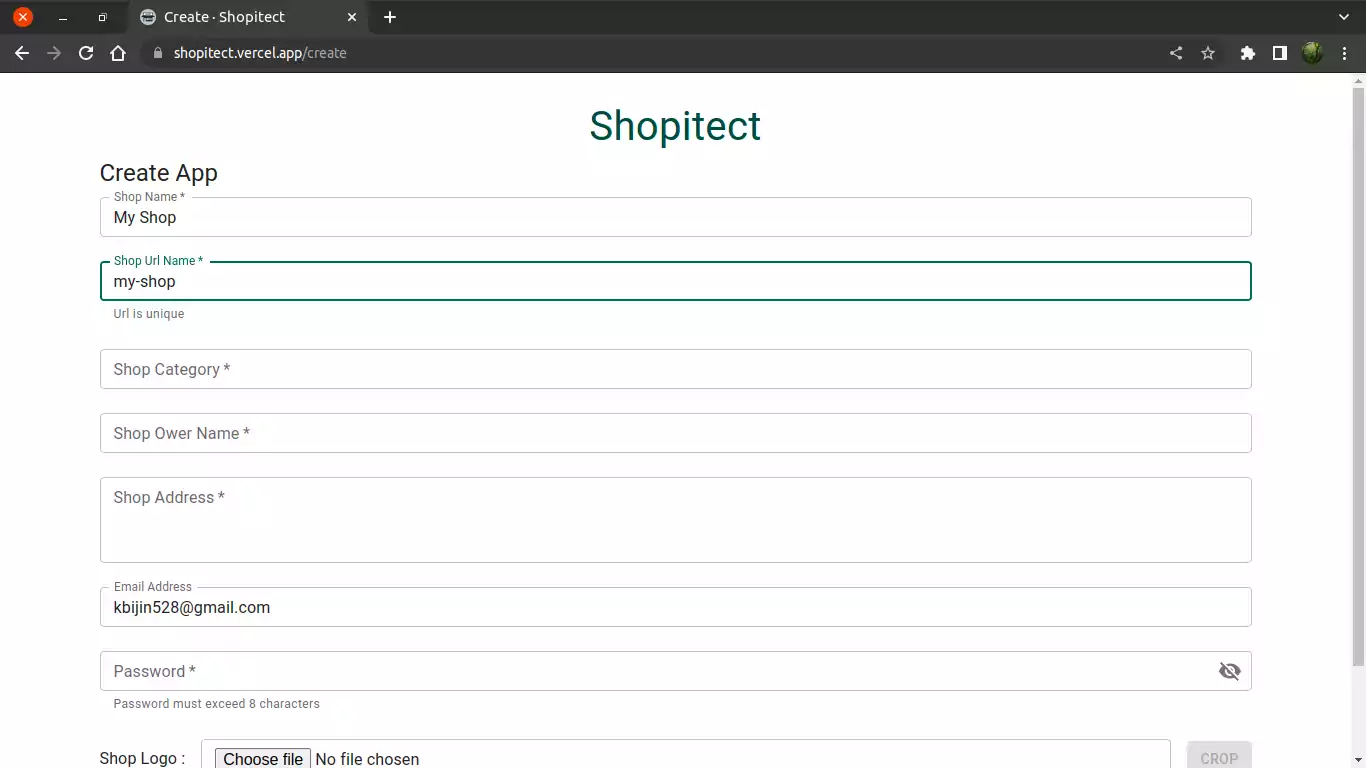 Create · Shopitect
shopitect.vercel.app/create
Shopitect
Create App
Shop Name *
My Shop
Shop Url Name *
my-shop
Url is unique
Shop Category *
Shop Ower Name *
Shop Address *
Email Address
kbijin528@gmail.com
Password *
Password must exceed 8 characters
Shop Logo : Choose file No file chosen CROP